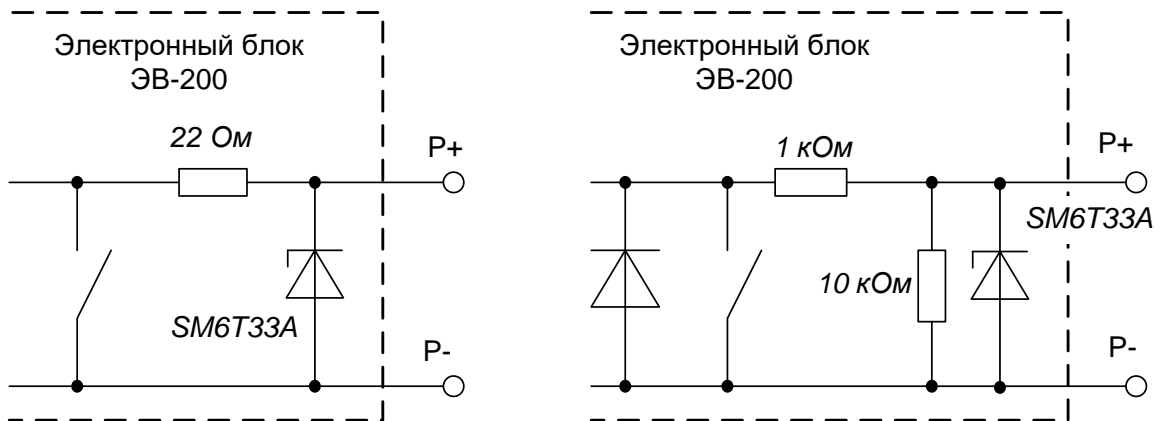 Электронный блок
ЭВ-200
22 Ом
P+
SM6T33A
P-
Электронный блок
ЭВ-200
1 кОм
P+
SM6T33A
10 кОм
P-